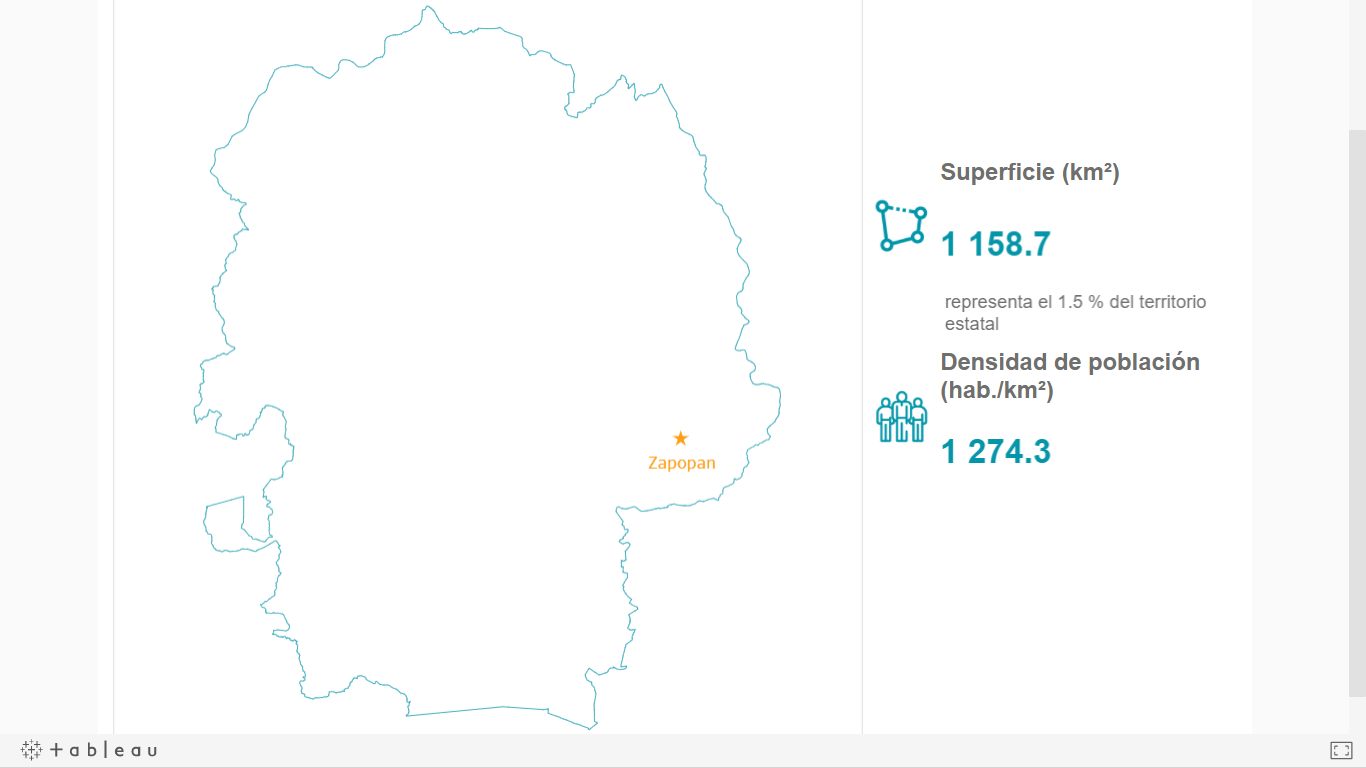 Zapopan
Superficie (km²)
1 158.7
representa el 1.5 % del territorio
estatal
Densidad de población
(hab./km²)
1 274.3
+ableau